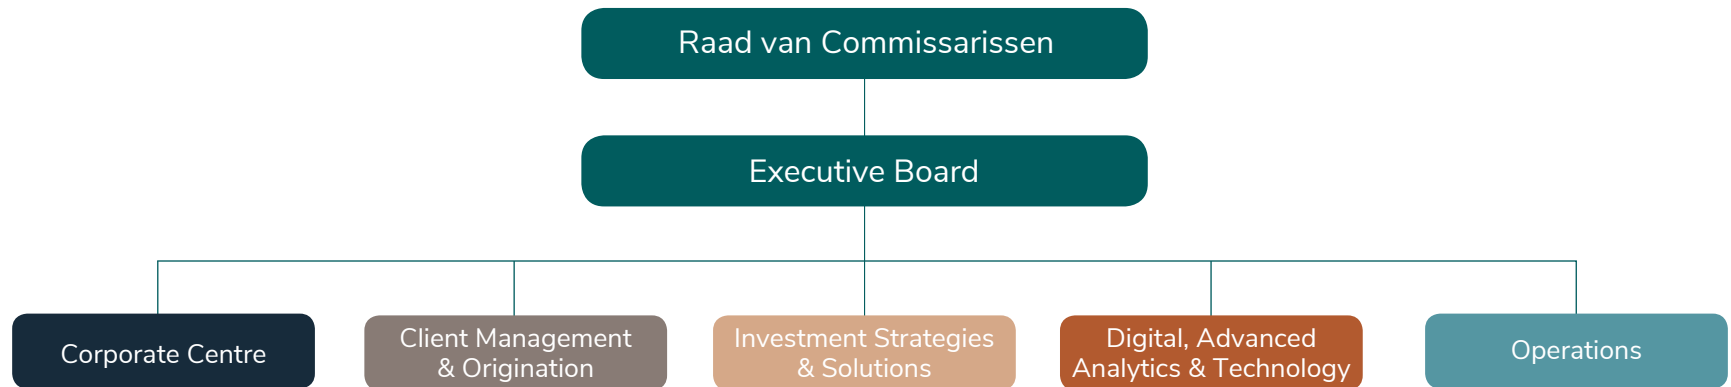 Raad van Commissarissen
Executive Board
Corporate Centre
Client Management
& Origination
Investment Strategies
& Solutions
Digital, Advanced
Analytics & Technology
Operations